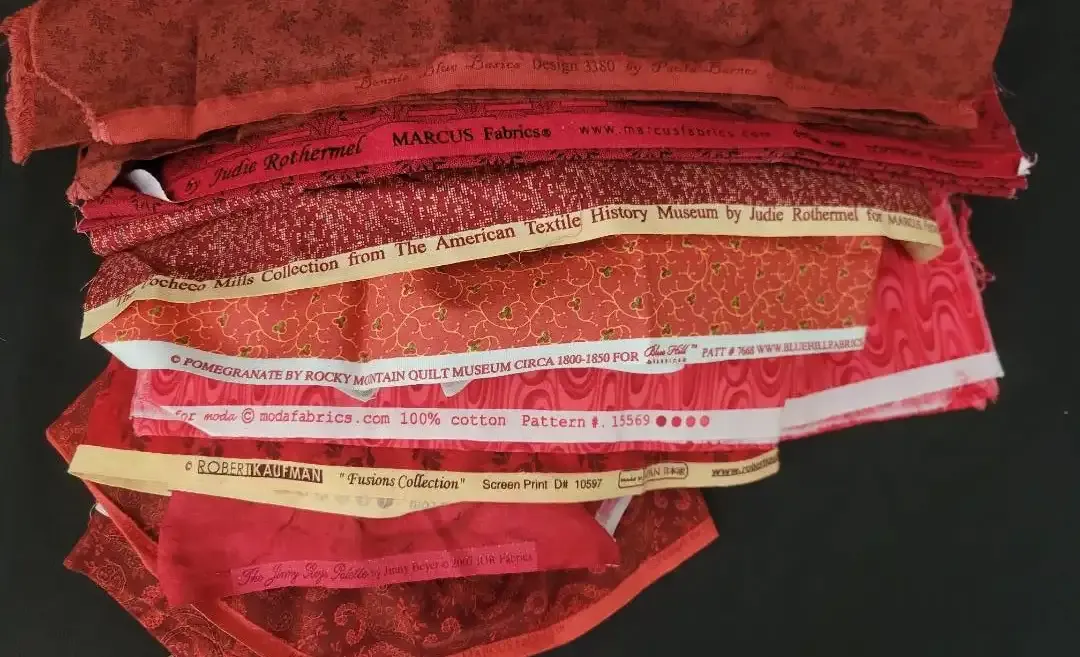 Bonnie Blue Basics Design 3380 by Paula Barnes
by Judie Rothermel MARCUS Fabrics® www.marcusfabrics.com
Cocheco Mills Collection from The American Textile History Museum by Judie Rothermel for MARCUS
© POMEGRANATE BY ROCKY MOUNTAIN QUILT MUSEUM CIRCA 1800-1850 FOR Blue Hill™ FABRICS PATT # 7668 WWW.BLUEHILLFABRICS
for moda © modafabrics.com 100% cotton Pattern #. 15569
© ROBERT KAUFMAN "Fusions Collection" Screen Print D# 10597
The Jinny Beyer Palette by Jinny Beyer © 2003 RJR Fabrics